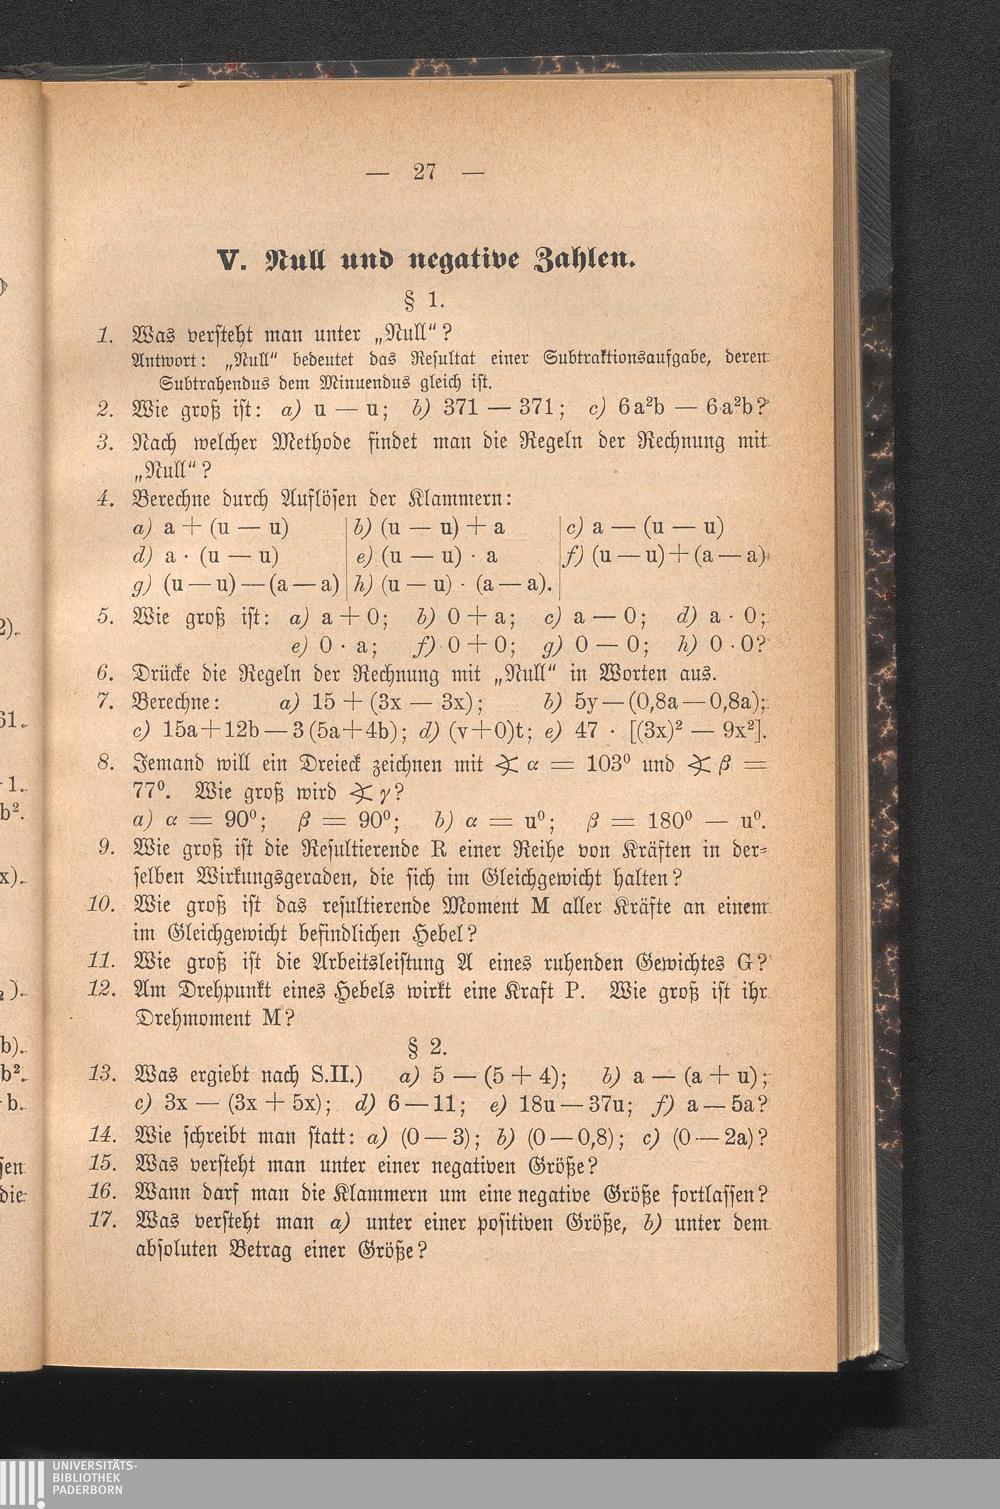 — 27 —
V. Null und negative Zahlen.
§ 1.
1. Was versteht man unter „Null“?
Antwort: „Null“ bedeutet das Resultat einer Subtraktionsaufgabe, deren
Subtrahendus dem Minuendus gleich ist.
2. Wie groß ist: a) u — u; b) 371 — 371; c) 6a²b — 6a²b?
3. Nach welcher Methode findet man die Regeln der Rechnung mit
„Null“?
4. Berechne durch Auflösen der Klammern:
a) a + (u — u) b) (u — u) + a c) a — (u — u)
d) a · (u — u) e) (u — u) · a f) (u — u) + (a — a)
g) (u — u) — (a — a) h) (u — u) · (a — a).
5. Wie groß ist: a) a + 0; b) 0 + a; c) a — 0; d) a · 0;
e) 0 · a; f) 0 + 0; g) 0 — 0; h) 0 · 0?
6. Drücke die Regeln der Rechnung mit „Null“ in Worten aus.
7. Berechne: a) 15 + (3x — 3x); b) 5y — (0,8a — 0,8a);
c) 15a + 12b — 3 (5a + 4b); d) (v + 0)t; e) 47 · [(3x)² — 9x²].
8. Jemand will ein Dreieck zeichnen mit ∢ α = 103⁰ und ∢ β =
77⁰. Wie groß wird ∢ γ?
a) α = 90⁰; β = 90⁰; b) α = u⁰; β = 180⁰ — u⁰.
9. Wie groß ist die Resultierende R einer Reihe von Kräften in der-
selben Wirkungsgeraden, die sich im Gleichgewicht halten?
10. Wie groß ist das resultierende Moment M aller Kräfte an einem
im Gleichgewicht befindlichen Hebel?
11. Wie groß ist die Arbeitsleistung A eines ruhenden Gewichtes G?
12. Am Drehpunkt eines Hebels wirkt eine Kraft P. Wie groß ist ihr
Drehmoment M?
§ 2.
13. Was ergiebt nach S.II.) a) 5 — (5 + 4); b) a — (a + u);
c) 3x — (3x + 5x); d) 6 — 11; e) 18u — 37u; f) a — 5a?
14. Wie schreibt man statt: a) (0 — 3); b) (0 — 0,8); c) (0 — 2a)?
15. Was versteht man unter einer negativen Größe?
16. Wann darf man die Klammern um eine negative Größe fortlassen?
17. Was versteht man a) unter einer positiven Größe, b) unter dem
absoluten Betrag einer Größe?
UNIVERSITÄTS-
BIBLIOTHEK
PADERBORN